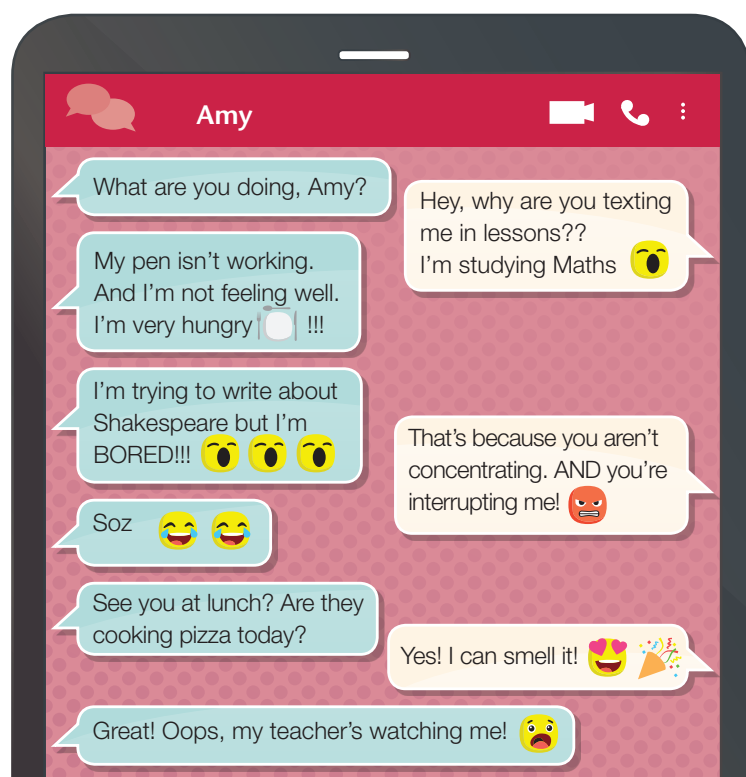 Amy
What are you doing, Amy?
Hey, why are you texting
me in lessons??
I'm studying Maths
My pen isn't working.
And I'm not feeling well.
I'm very hungry !!!
I'm trying to write about
Shakespeare but I'm
BORED!!!
That's because you aren't
concentrating. AND you're
interrupting me!
Soz
See you at lunch? Are they
cooking pizza today?
Yes! I can smell it!
Great! Oops, my teacher's watching me!